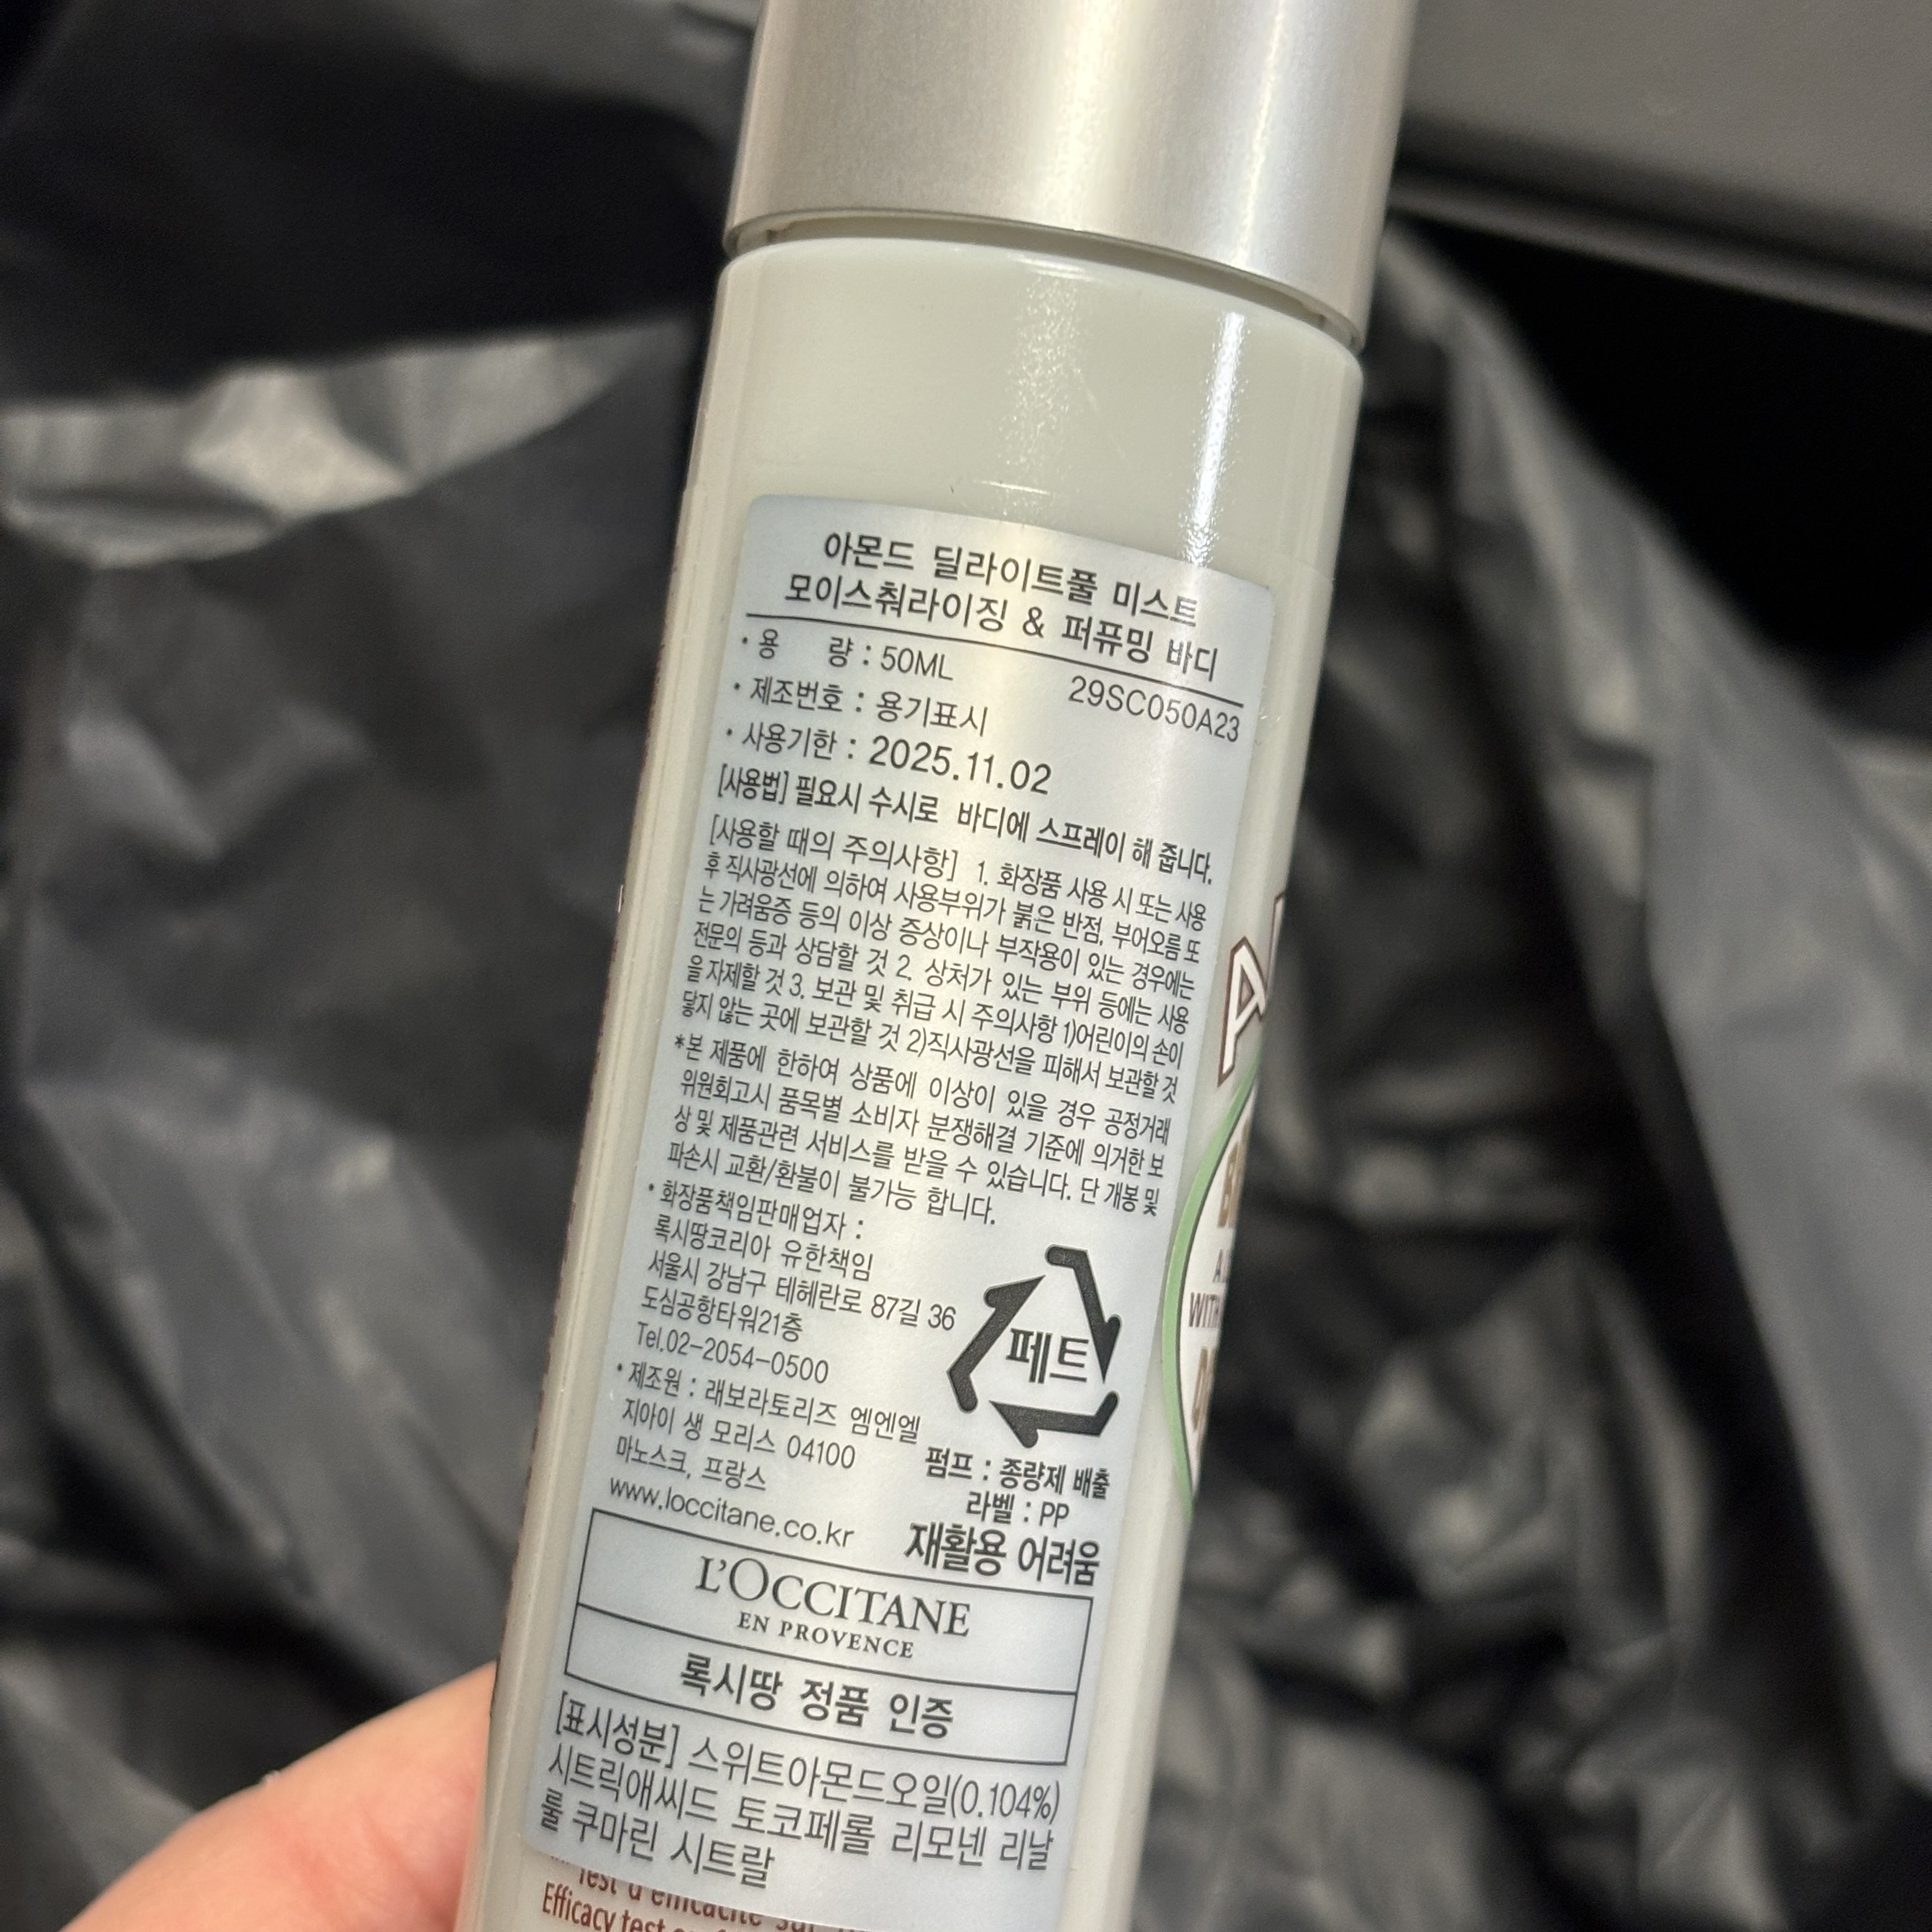 아몬드 딜라이트풀 미스트
모이스춰라이징 & 퍼퓨밍 바디
· 용 량 : 50ML
29SC050A23
· 제조번호 : 용기표시
· 사용기한 : 2025.11.02
[사용법] 필요시 수시로 바디에 스프레이 해 줍니다.
[사용할 때의 주의사항] 1. 화장품 사용 시 또는 사용
후 직사광선에 의하여 사용부위가 붉은 반점, 부어오름 또
는 가려움증 등의 이상 증상이나 부작용이 있는 경우에는
전문의 등과 상담할 것 2. 상처가 있는 부위 등에는 사용
을 자제할 것 3. 보관 및 취급 시 주의사항 1)어린이의 손이
닿지 않는 곳에 보관할 것 2)직사광선을 피해서 보관할 것
*본 제품에 한하여 상품에 이상이 있을 경우 공정거래
위원회고시 품목별 소비자 분쟁해결 기준에 의거한 보
상 및 제품관련 서비스를 받을 수 있습니다. 단 개봉 및
파손시 교환/환불이 불가능 합니다.
· 화장품책임판매업자 :
록시땅코리아 유한책임
서울시 강남구 테헤란로 87길 36
도심공항타워21층
Tel.02-2054-0500
· 제조원 : 래보라토리즈 엠엔엘
지아이 생 모리스 04100
마노스크, 프랑스
www.loccitane.co.kr
페트
펌프 : 종량제 배출
라벨 : PP
재활용 어려움
L'OCCITANE
EN PROVENCE
록시땅 정품 인증
[표시성분] 스위트아몬드오일(0.104%)
시트릭애씨드 토코페롤 리모넨 리날
룰 쿠마린 시트랄
Test d'efficacité sur
Efficacy test
WITH